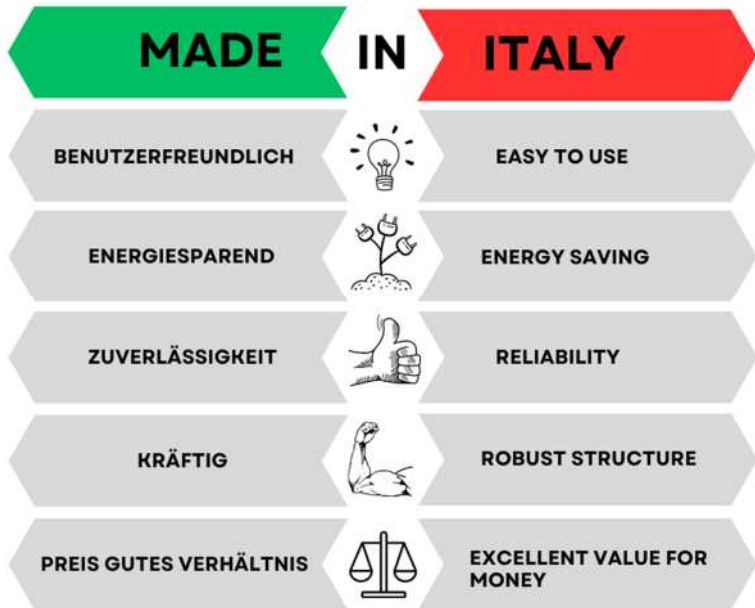 MADE IN ITALY
BENUTZERFREUNDLICH
EASY TO USE
ENERGIESPAREND
ENERGY SAVING
ZUVERLÄSSIGKEIT
RELIABILITY
KRÄFTIG
ROBUST STRUCTURE
PREIS GUTES VERHÄLTNIS
EXCELLENT VALUE FOR
MONEY